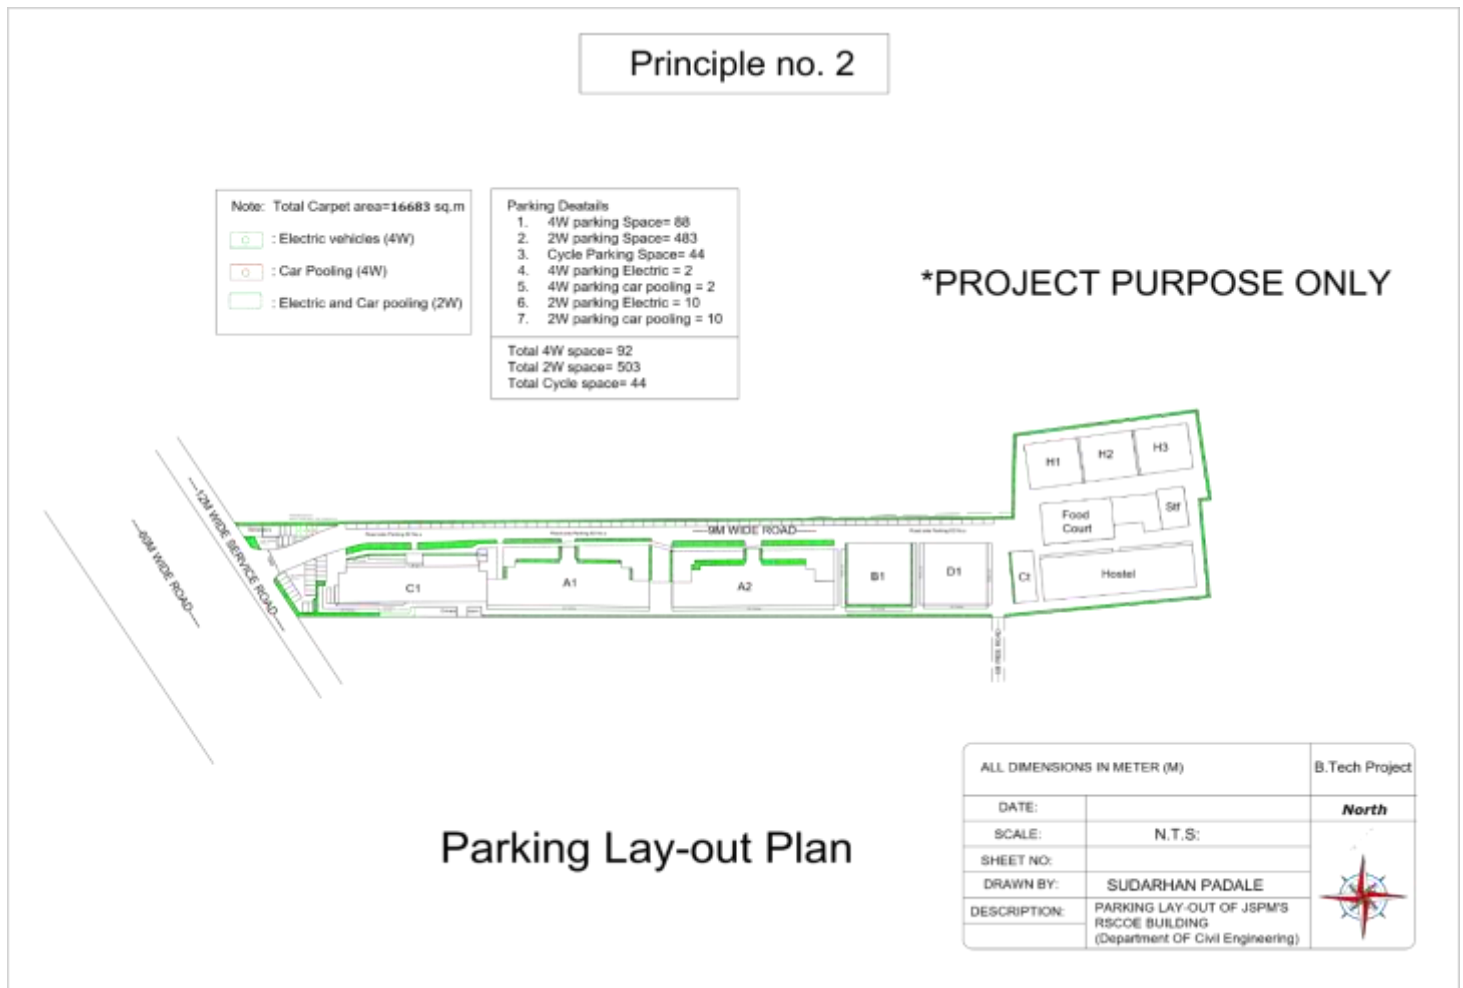 Principle no. 2
Note: Total Carpet area=16683 sq.m
: Electric vehicles (4W)
: Car Pooling (4W)
: Electric and Car pooling (2W)
Parking Deatails
1. 4W parking Space= 88
2. 2W parking Space= 483
3. Cycle Parking Space= 44
4. 4W parking Electric = 2
5. 4W parking car pooling = 2
6. 2W parking Electric = 10
7. 2W parking car pooling = 10
Total 4W space= 92
Total 2W space= 503
Total Cycle space= 44
*PROJECT PURPOSE ONLY
60M WIDE ROAD
12M WIDE SERVICE ROAD
9M WIDE ROAD
C1
A1
A2
B1
D1
H1
H2
H3
Food
Court
Stf
Ct
Hostel
Parking Lay-out Plan
ALL DIMENSIONS IN METER (M)
B.Tech Project
DATE:
North
SCALE: N.T.S:
SHEET NO:
DRAWN BY: SUDARHAN PADALE
DESCRIPTION: PARKING LAY-OUT OF JSPM'S
RSCOE BUILDING
(Department OF Civil Engineering)